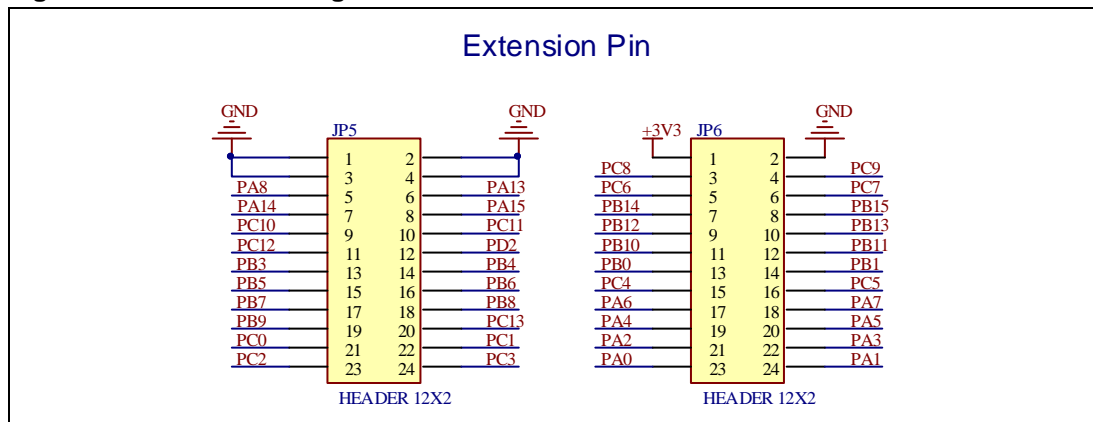 Extension Pin
GND GND +3V3 GND
JP5 JP6
1 2 1 2
3 4 PC8 3 4 PC9
PA8 5 6 PA13 PC6 5 6 PC7
PA14 7 8 PA15 PB14 7 8 PB15
PC10 9 10 PC11 PB12 9 10 PB13
PC12 11 12 PD2 PB10 11 12 PB11
PB3 13 14 PB4 PB0 13 14 PB1
PB5 15 16 PB6 PC4 15 16 PC5
PB7 17 18 PB8 PA6 17 18 PA7
PB9 19 20 PC13 PA4 19 20 PA5
PC0 21 22 PC1 PA2 21 22 PA3
PC2 23 24 PC3 PA0 23 24 PA1
HEADER 12X2 HEADER 12X2